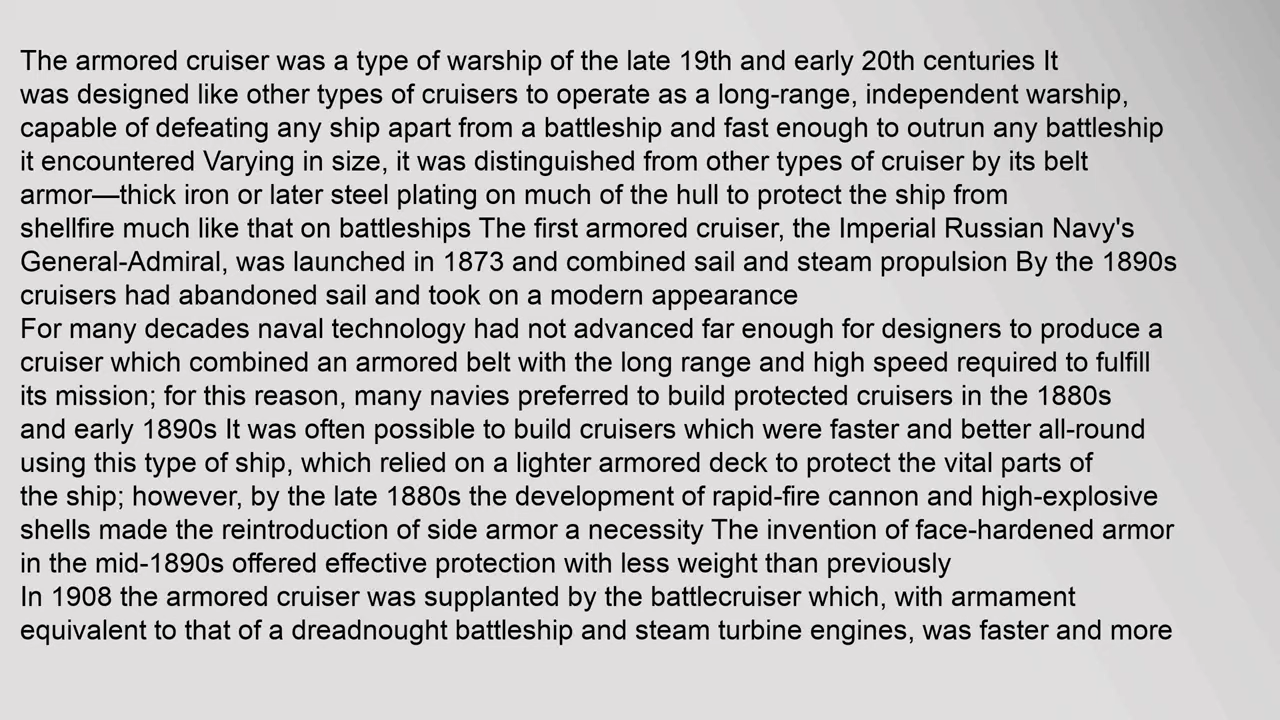 The armored cruiser was a type of warship of the late 19th and early 20th centuries It
was designed like other types of cruisers to operate as a long-range, independent warship,
capable of defeating any ship apart from a battleship and fast enough to outrun any battleship
it encountered Varying in size, it was distinguished from other types of cruiser by its belt
armor—thick iron or later steel plating on much of the hull to protect the ship from
shellfire much like that on battleships The first armored cruiser, the Imperial Russian Navy's
General-Admiral, was launched in 1873 and combined sail and steam propulsion By the 1890s
cruisers had abandoned sail and took on a modern appearance
For many decades naval technology had not advanced far enough for designers to produce a
cruiser which combined an armored belt with the long range and high speed required to fulfill
its mission; for this reason, many navies preferred to build protected cruisers in the 1880s
and early 1890s It was often possible to build cruisers which were faster and better all-round
using this type of ship, which relied on a lighter armored deck to protect the vital parts of
the ship; however, by the late 1880s the development of rapid-fire cannon and high-explosive
shells made the reintroduction of side armor a necessity The invention of face-hardened armor
in the mid-1890s offered effective protection with less weight than previously
In 1908 the armored cruiser was supplanted by the battlecruiser which, with armament
equivalent to that of a dreadnought battleship and steam turbine engines, was faster and more